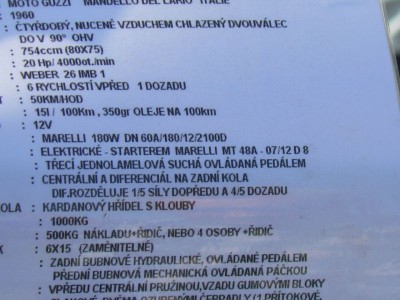 : MOTO GUZZI MANDELLO DEL LARIO ITALIE
: 1960
: ČTYŘDOBÝ, NUCENĚ VZDUCHEM CHLAZENÝ DVOUVÁLEC
DO V 90° OHV
: 754ccm (80X75)
: 20 Hp/ 4000ot./min
: WEBER 26 IMB 1
: 6 RYCHLOSTÍ VPŘED 1 DOZADU
T : 50KM/HOD
: 15l / 100Km , 350gr OLEJE NA 100km
: 12V
: MARELLI 180W DN 60A/180/12/2100D
: ELEKTRICKÉ - STARTEREM MARELLI MT 48A - 07/12 D 8
: TŘECÍ JEDNOLAMELOVÁ SUCHÁ OVLÁDANÁ PEDÁLEM
: CENTRÁLNÍ A DIFERENCIÁL NA ZADNÍ KOLA
DIF.ROZDĚLUJE 1/5 SÍLY DOPŘEDU A 4/5 DOZADU
OLA : KARDANOVÝ HŘÍDEL S KLOUBY
: 1000KG
: 500KG NÁKLADU+ŘIDIČ, NEBO 4 OSOBY +ŘIDIČ
K : 6X15 (ZAMĚNITELNÉ)
: ZADNÍ BUBNOVÉ HYDRAULICKÉ, OVLÁDANÉ PEDÁLEM
PŘEDNÍ BUBNOVÁ MECHANICKÁ OVLÁDANÁ PÁČKOU
: VPŘEDU CENTRÁLNÍ PRUŽINOU,VZADU GUMOVÝMI BLOKY
OZUBENÝMI ČERPADLY (1 PŘÍTOKOVÉ